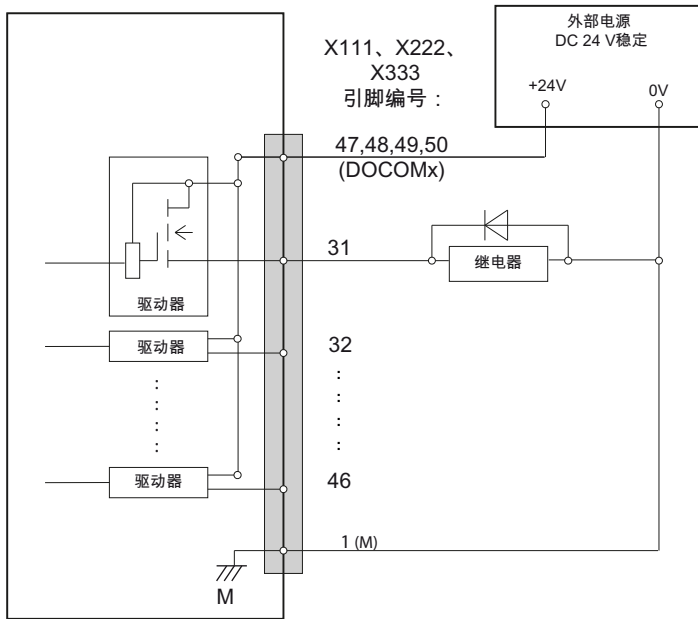 外部电源
DC 24 V稳定
+24V
0V
X111、X222、
X333
引脚编号：
47,48,49,50
(DOCOMx)
31
继电器
驱动器
驱动器
32
驱动器
46
1 (M)
M